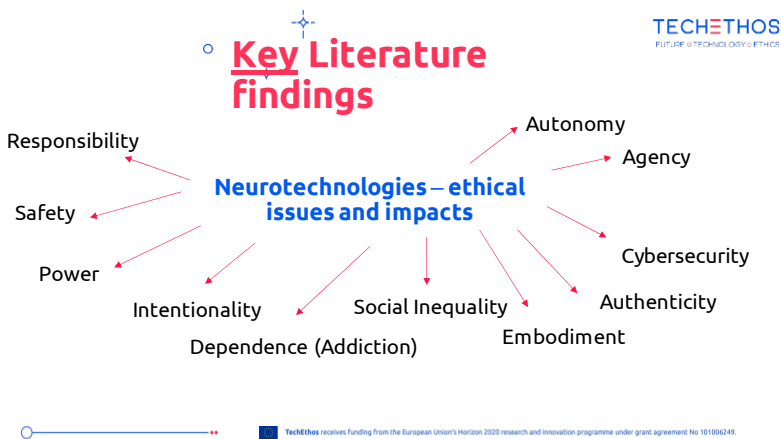 TECHETHOS
FUTURE TECHNOLOGY ETHICS
Key Literature
findings
Autonomy
Responsibility
Agency
Neurotechnologies – ethical
issues and impacts
Safety
Cybersecurity
Power
Authenticity
Intentionality
Social Inequality
Embodiment
Dependence (Addiction)
TechEthos receives funding from the European Union's Horizon 2020 research and innovation programme under grant agreement No 101006249.